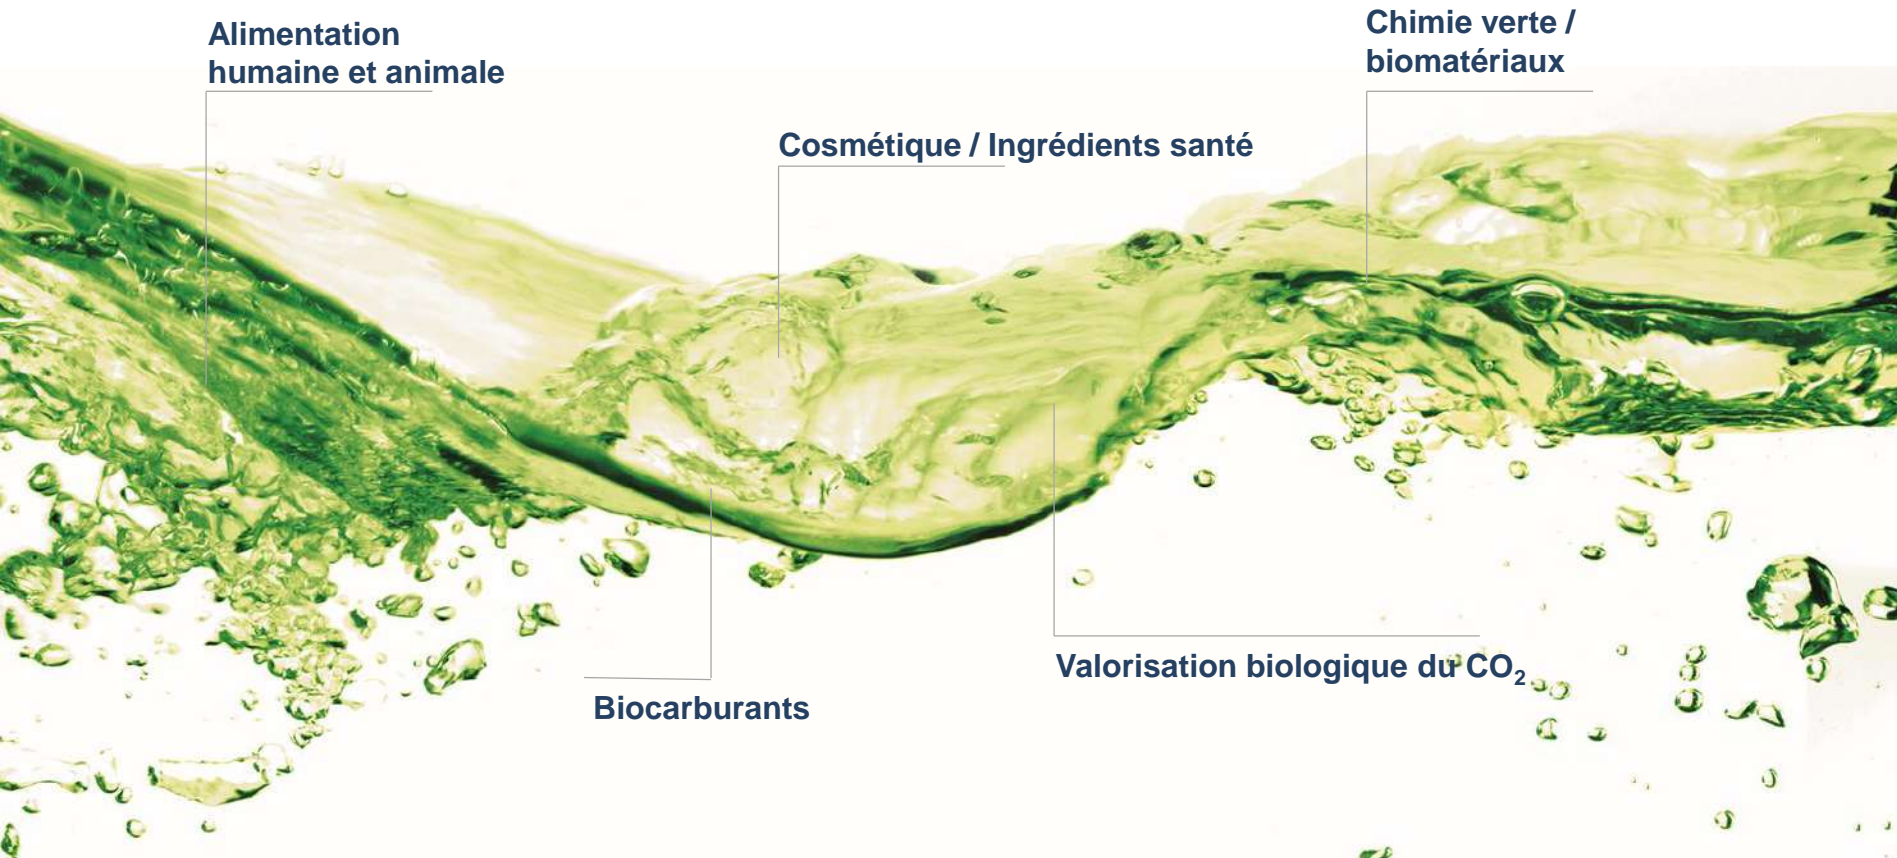 Alimentation
humaine et animale
Chimie verte /
biomatériaux
Cosmétique / Ingrédients santé
Valorisation biologique du CO₂
Biocarburants